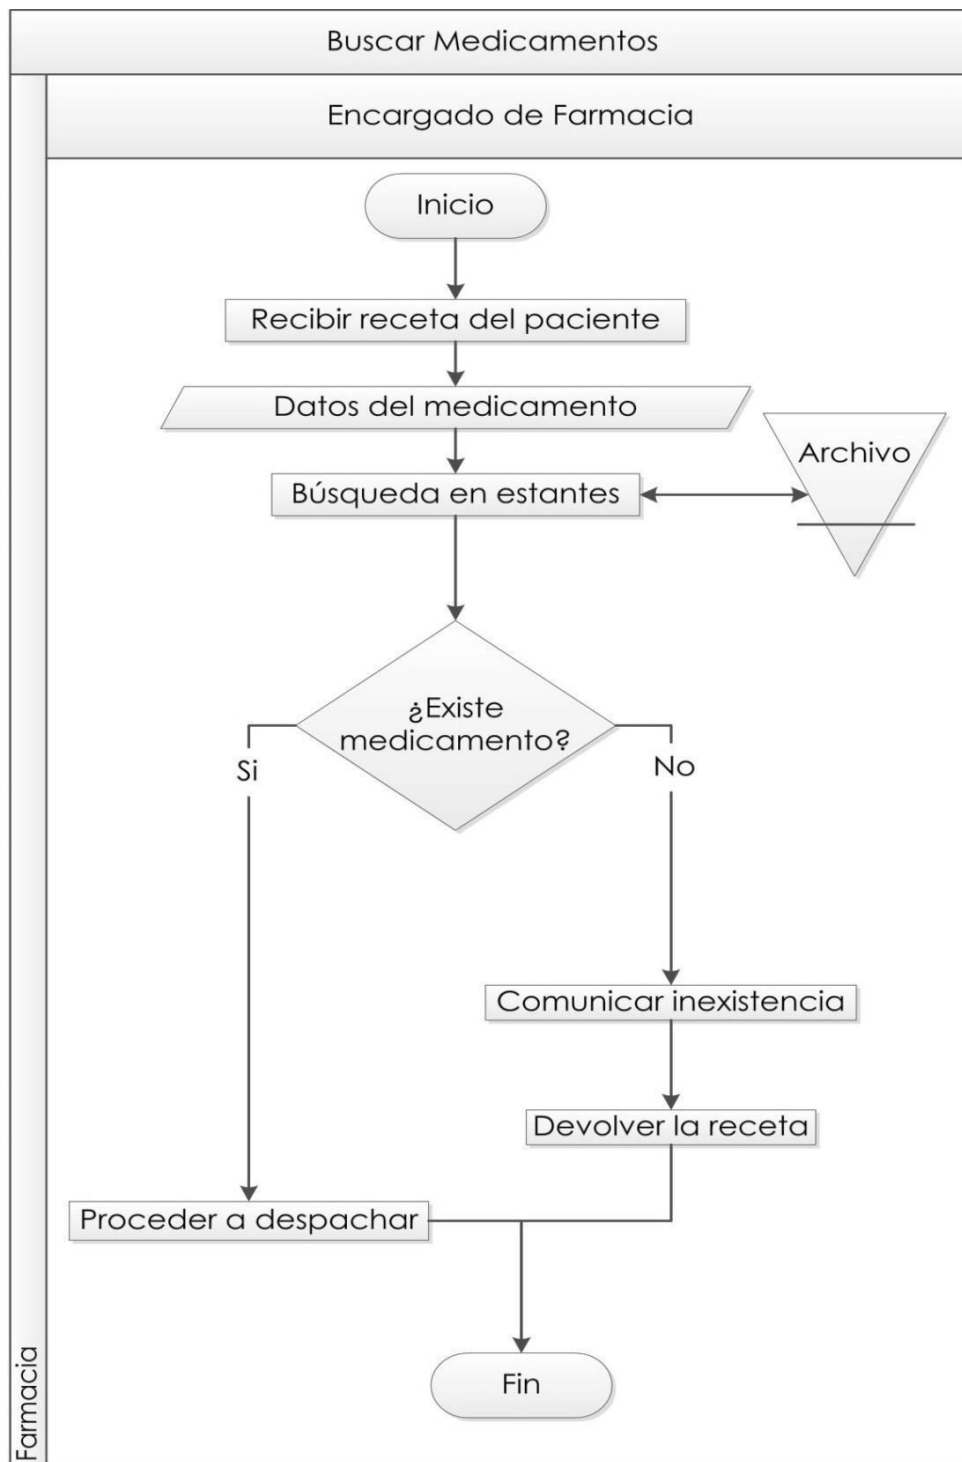 Buscar Medicamentos
Encargado de Farmacia
Inicio
Recibir receta del paciente
Datos del medicamento
Archivo
Búsqueda en estantes
¿Existe
medicamento?
Si
No
Comunicar inexistencia
Devolver la receta
Proceder a despachar
Fin
Farmacia